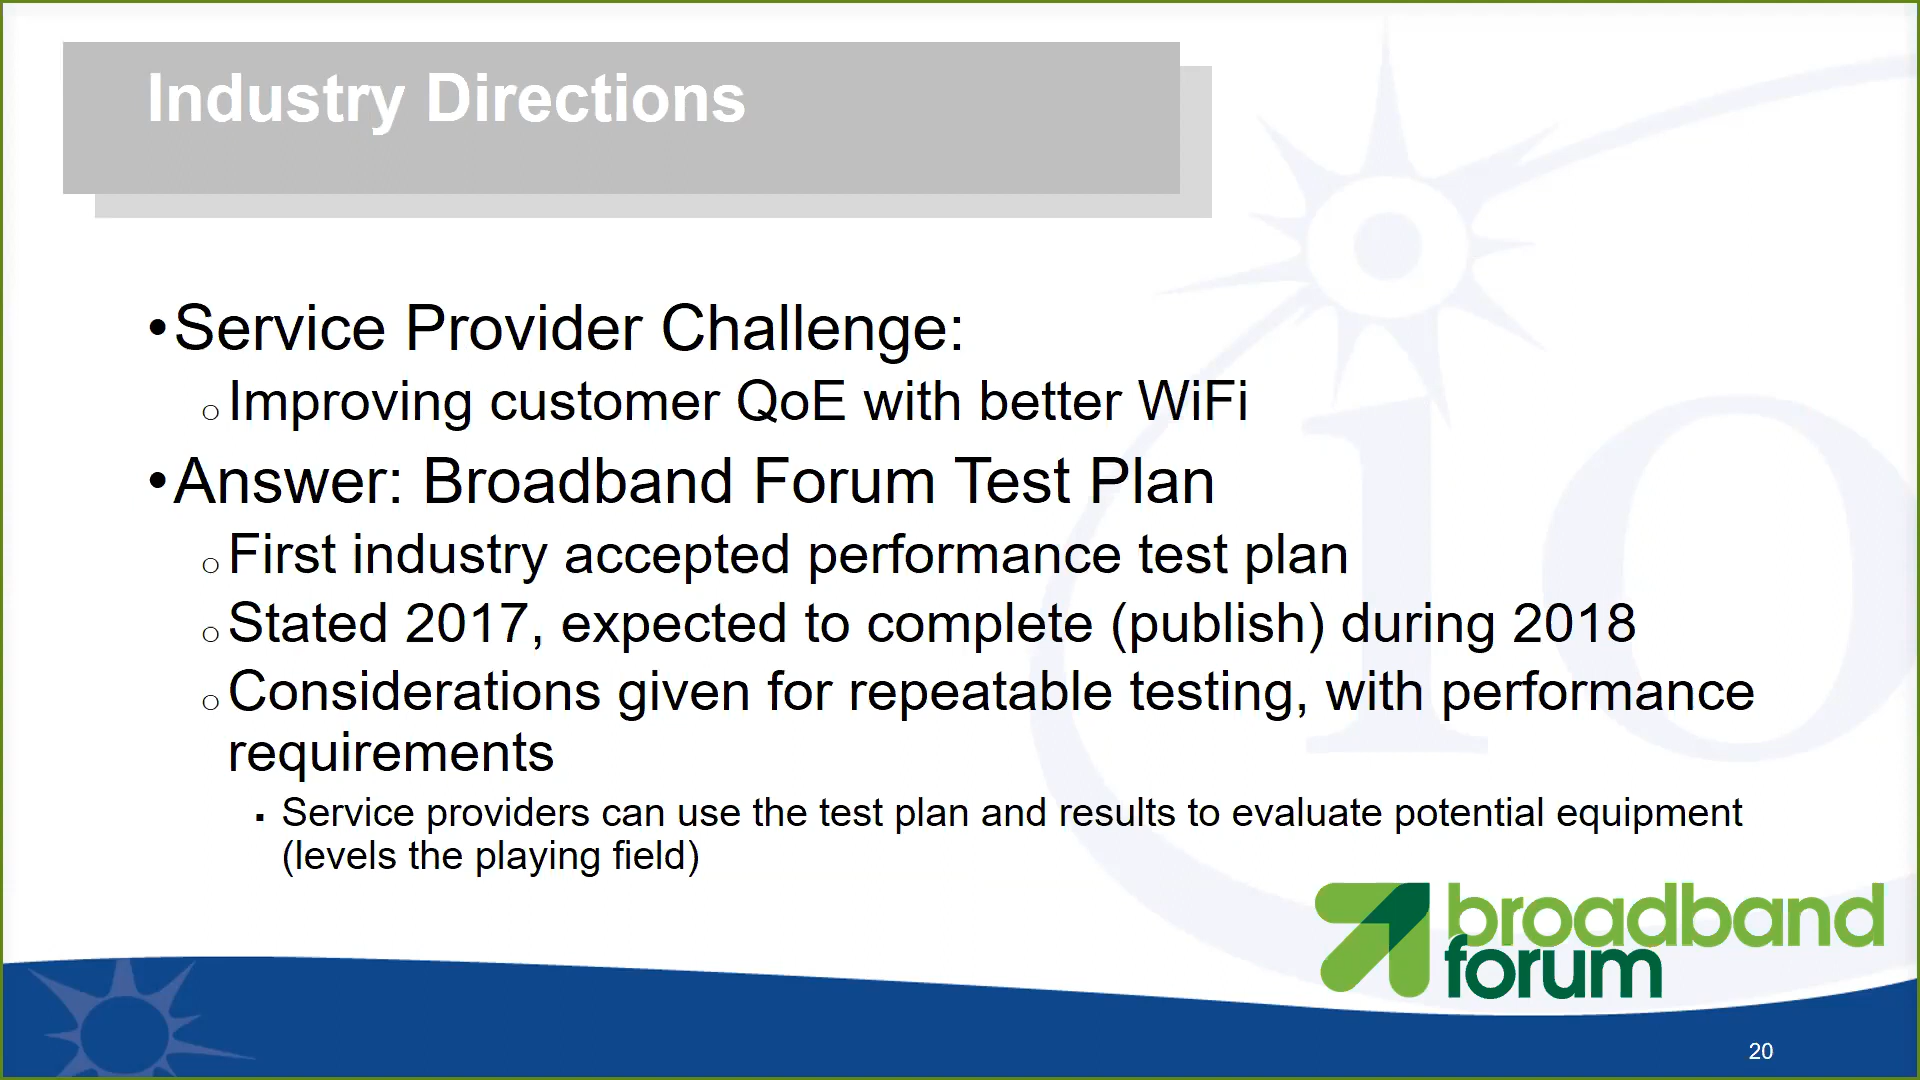 Industry Directions
•Service Provider Challenge:
○Improving customer QoE with better WiFi
•Answer: Broadband Forum Test Plan
○First industry accepted performance test plan
○Stated 2017, expected to complete (publish) during 2018
○Considerations given for repeatable testing, with performance
requirements
▪ Service providers can use the test plan and results to evaluate potential equipment
(levels the playing field)
broadband
forum
20
io